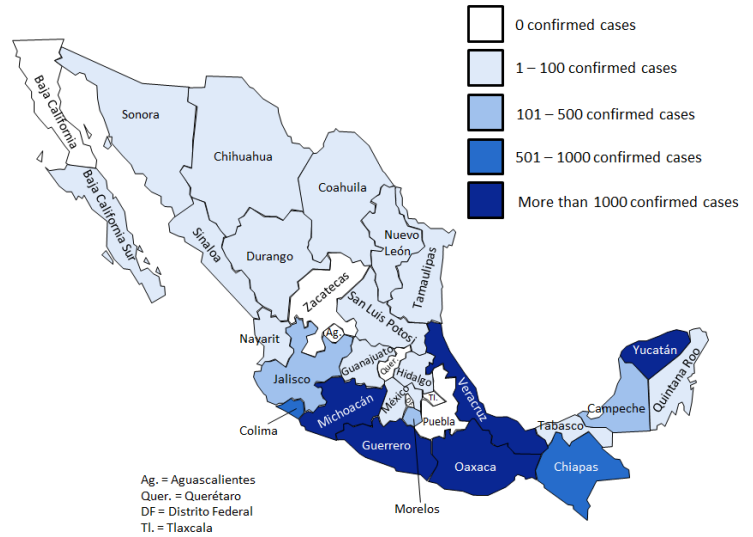 0 confirmed cases
1 – 100 confirmed cases
101 – 500 confirmed cases
501 – 1000 confirmed cases
More than 1000 confirmed cases
Baja California
Sonora
Chihuahua
Coahuila
Baja California Sur
Sinaloa
Durango
Nuevo
León
Tamaulipas
Zacatecas
San Luis Potosi
Nayarit
Ag.
Guanajuato
Quer.
Hidalgo
Veracruz
Yucatán
Quintana Roo
Jalisco
México
Tl.
Campeche
Michoacán
Puebla
Tabasco
Colima
Guerrero
Oaxaca
Chiapas
Morelos
Ag. = Aguascalientes
Quer. = Querétaro
DF = Distrito Federal
Tl. = Tlaxcala